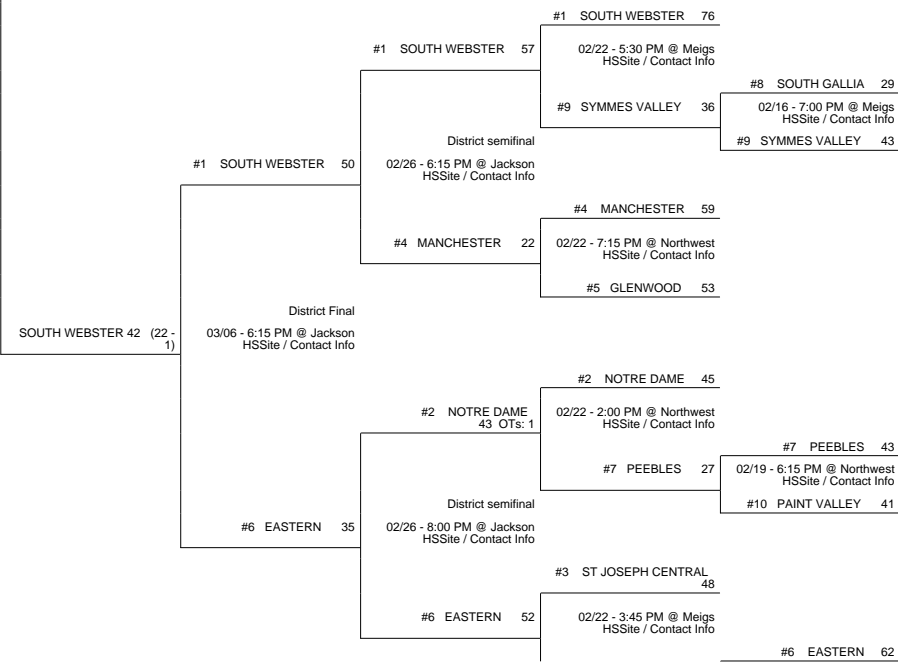 #1 SOUTH WEBSTER 76
#1 SOUTH WEBSTER 57
02/22 - 5:30 PM @ Meigs
HSSite / Contact Info
#8 SOUTH GALLIA 29
#9 SYMMES VALLEY 36
02/16 - 7:00 PM @ Meigs
HSSite / Contact Info
District semifinal
#9 SYMMES VALLEY 43
#1 SOUTH WEBSTER 50
02/26 - 6:15 PM @ Jackson
HSSite / Contact Info
#4 MANCHESTER 59
#4 MANCHESTER 22
02/22 - 7:15 PM @ Northwest
HSSite / Contact Info
#5 GLENWOOD 53
District Final
SOUTH WEBSTER 42 (22 -
1)
03/06 - 6:15 PM @ Jackson
HSSite / Contact Info
#2 NOTRE DAME 45
#2 NOTRE DAME
43 OTs: 1
02/22 - 2:00 PM @ Northwest
HSSite / Contact Info
#7 PEEBLES 43
#7 PEEBLES 27
02/19 - 6:15 PM @ Northwest
HSSite / Contact Info
District semifinal
#10 PAINT VALLEY 41
#6 EASTERN 35
02/26 - 8:00 PM @ Jackson
HSSite / Contact Info
#3 ST JOSEPH CENTRAL
48
#6 EASTERN 52
02/22 - 3:45 PM @ Meigs
HSSite / Contact Info
#6 EASTERN 62